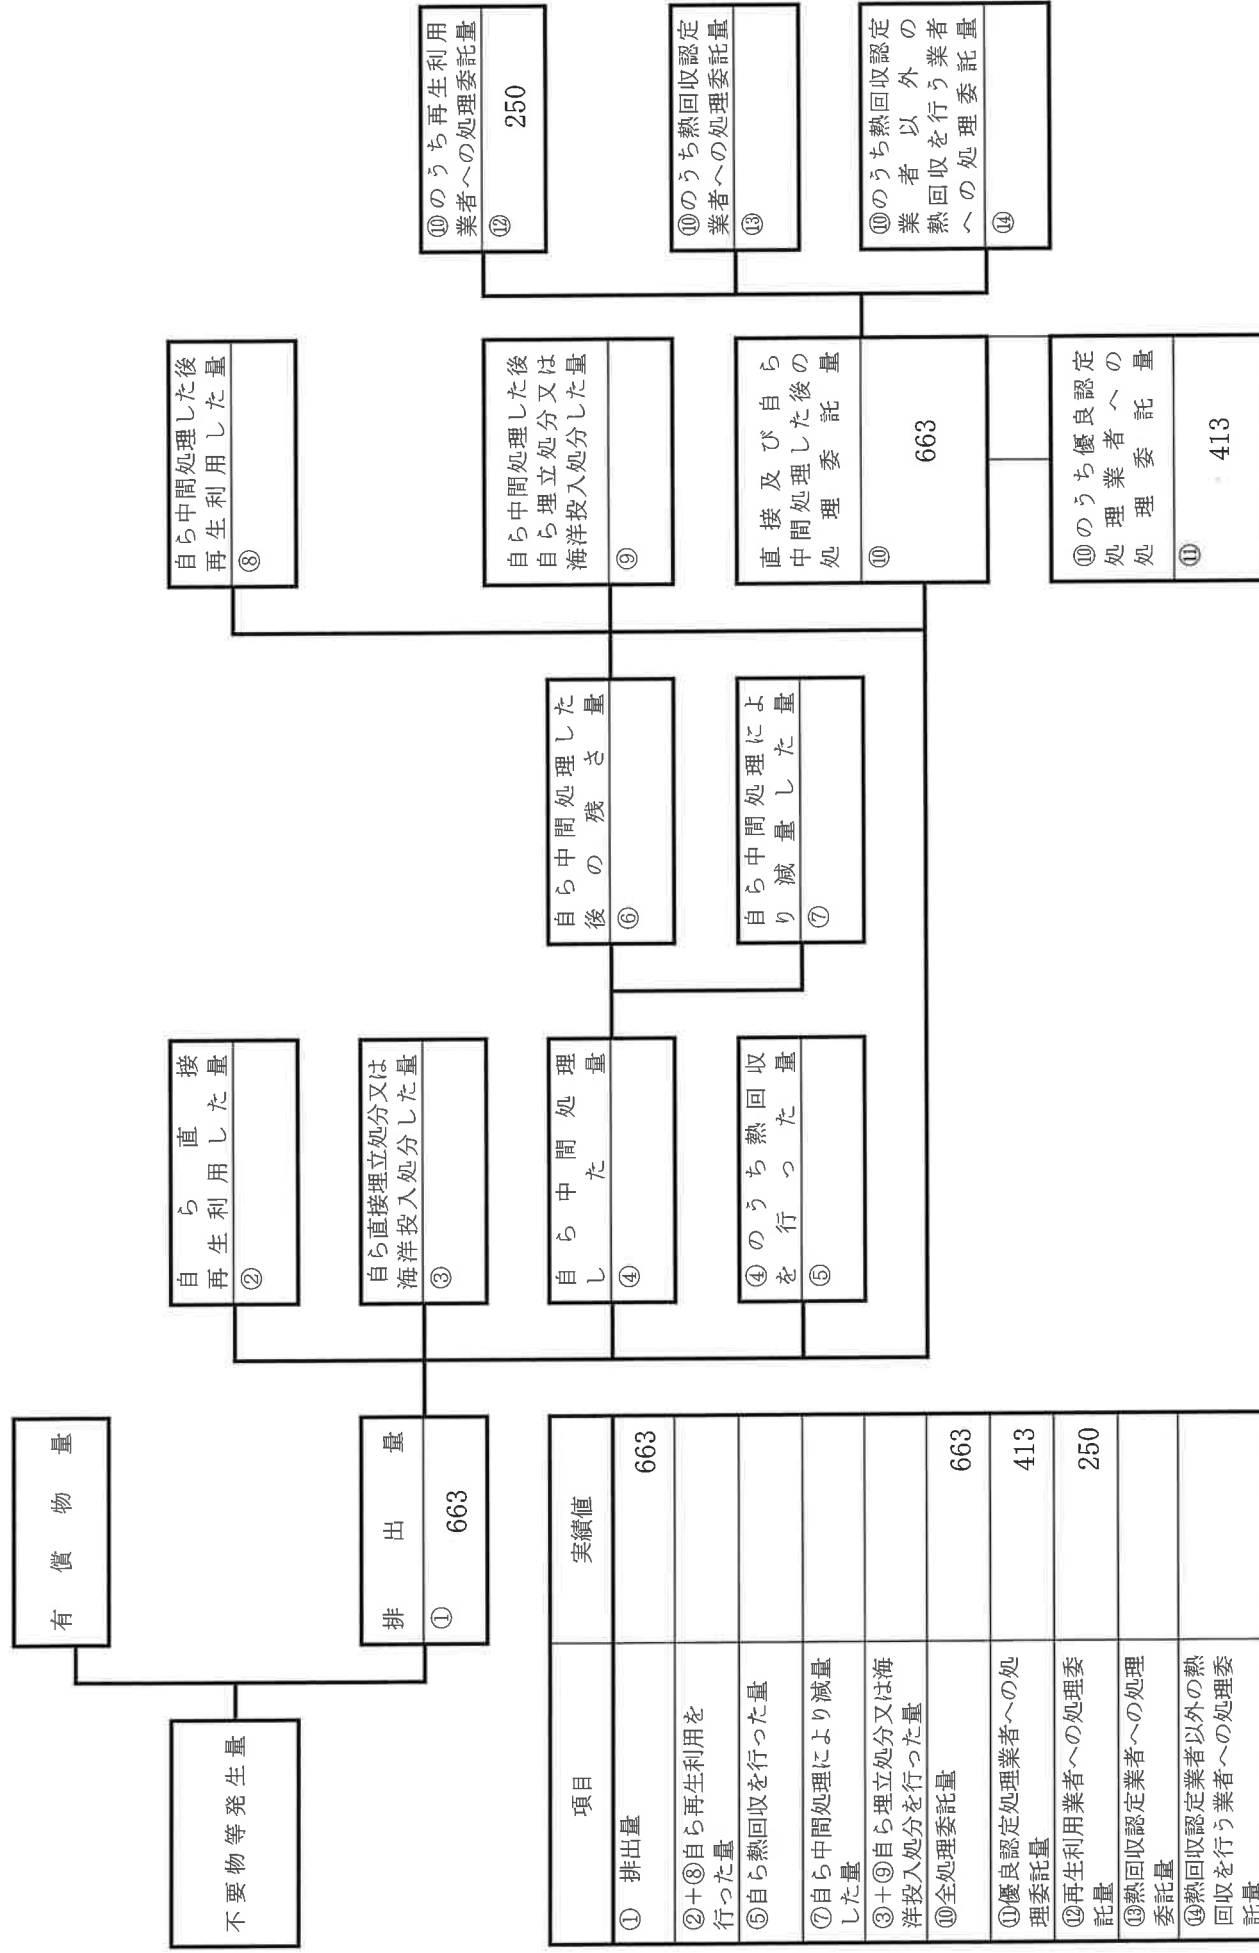 不要物等発生量
有償物量
排出量
①
663
自ら直接
再生利用した量
②
自ら直接埋立処分又は
海洋投入処分した量
③
自ら中間処理
した量
④
④のうち熱回収
を行った量
⑤
自ら中間処理した
後の残さ量
⑥
自ら中間処理によ
り減量した量
⑦
自ら中間処理した後
再生利用した量
⑧
自ら中間処理した後
自ら埋立処分又は
海洋投入処分した量
⑨
直接及び自ら
中間処理した後の
処理委託量
⑩
663
⑩のうち優良認定
処理業者への
処理委託量
⑪
413
⑩のうち再生利用
業者への処理委託量
⑫
250
⑩のうち熱回収認定
業者への処理委託量
⑬
⑩のうち熱回収認定
業者以外の
熱回収を行う業者
への処理委託量
⑭
項目 実績値
① 排出量 663
②+⑧自ら再生利用を
行った量
⑤自ら熱回収を行った量
⑦自ら中間処理により減量
した量
③+⑨自ら埋立処分又は海
洋投入処分を行った量
⑩全処理委託量 663
⑪優良認定処理業者への処
理委託量 413
⑫再生利用業者への処理委
託量 250
⑬熱回収認定業者への処理
委託量
⑭熱回収認定業者以外の熱
回収を行う業者への処理委
託量